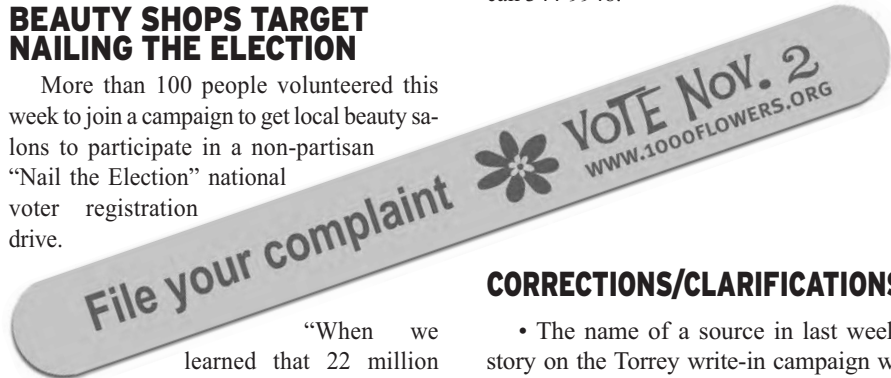 BEAUTY SHOPS TARGET
NAILING THE ELECTION
More than 100 people volunteered this
week to join a campaign to get local beauty sa-
lons to participate in a non-partisan
“Nail the Election” national
voter registration
drive.
“When we
learned that 22 million
File your complaint
VOTE NOV. 2
WWW.1000FLOWERS.ORG
call
CORRECTIONS/CLARIFICATIONS
• The name of a source in last week
story on the Torrey write-in campaign w